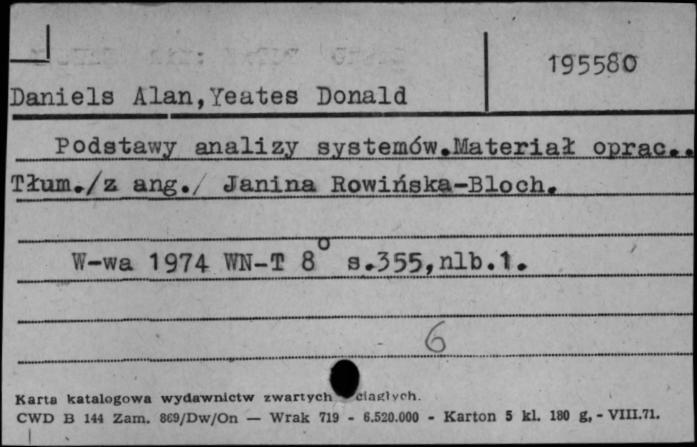 195580
Daniels Alan,Yeates Donald
Podstawy analizy systemów.Materiał oprac..
Tłum./z ang./ Janina Rowińska-Bloch.
W-wa 1974 WN-T 8° s.355,nlb.1.
6
Karta katalogowa wydawnictw zwartych ciągłych.
CWD B 144 Zam. 869/Dw/On — Wrak 719 - 6.520.000 - Karton 5 kl. 180 g, - VIII.71.